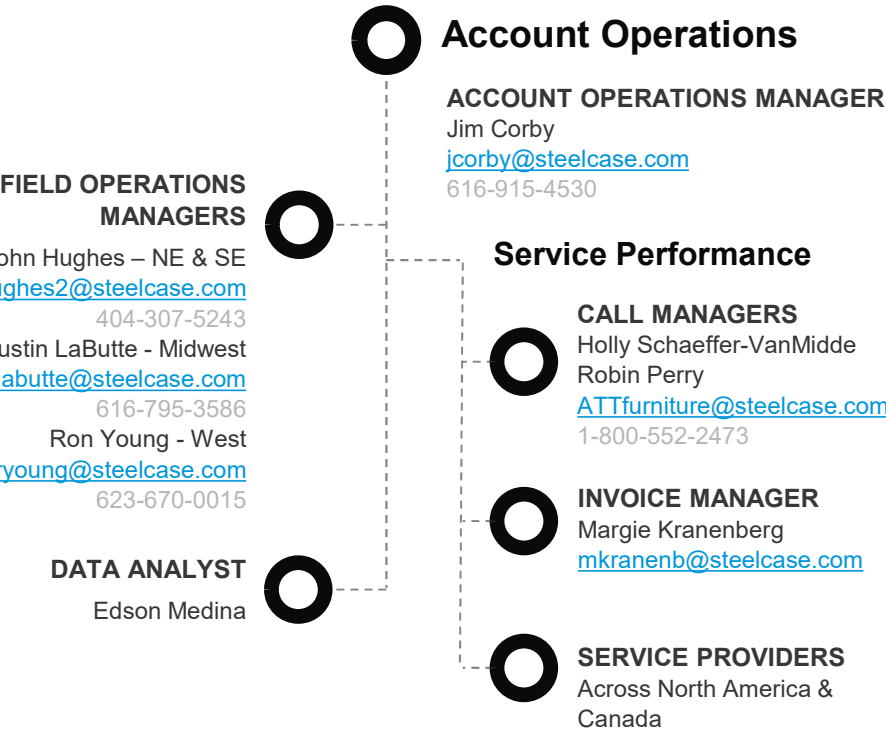 Account Operations
ACCOUNT OPERATIONS MANAGER
Jim Corby
jcorby@steelcase.com
616-915-4530
FIELD OPERATIONS
MANAGERS
Hughes – NE & SE
404-307-5243
LaButte - Midwest
616-795-3586
Ron Young - West
ryoung@steelcase.com
623-670-0015
DATA ANALYST
Edson Medina
Service Performance
CALL MANAGERS
Holly Schaeffer-VanMidde
Robin Perry
ATTfurniture@steelcase.com
1-800-552-2473
INVOICE MANAGER
Margie Kranenberg
mkranenb@steelcase.com
SERVICE PROVIDERS
Across North America &
Canada